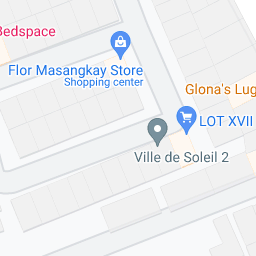 Bedspace
Flor Masangkay Store
Shopping center
Glona's Lug
LOT XVII
Ville de Soleil 2